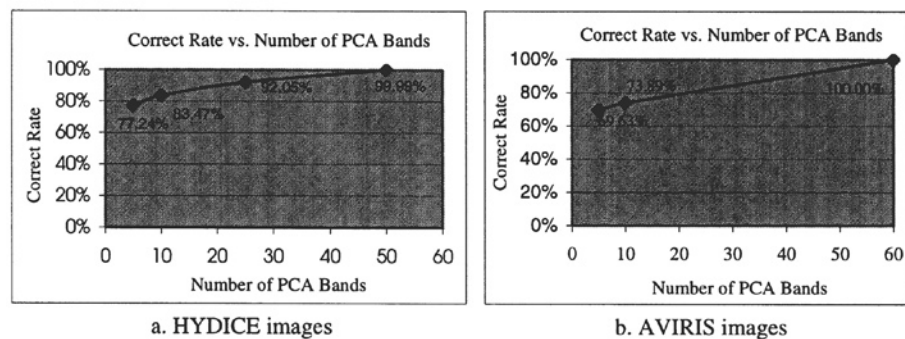 Correct Rate vs. Number of PCA Bands
100%
80%
60%
40%
20%
0%
77.24%
83.47%
92.05%
99.99%
0 10 20 30 40 50 60
Correct Rate
Number of PCA Bands
a. HYDICE images
Correct Rate vs. Number of PCA Bands
100%
80%
60%
40%
20%
0%
69.63%
100.00%
0 10 20 30 40 50 60
Correct Rate
Number of PCA Bands
b. AVIRIS images